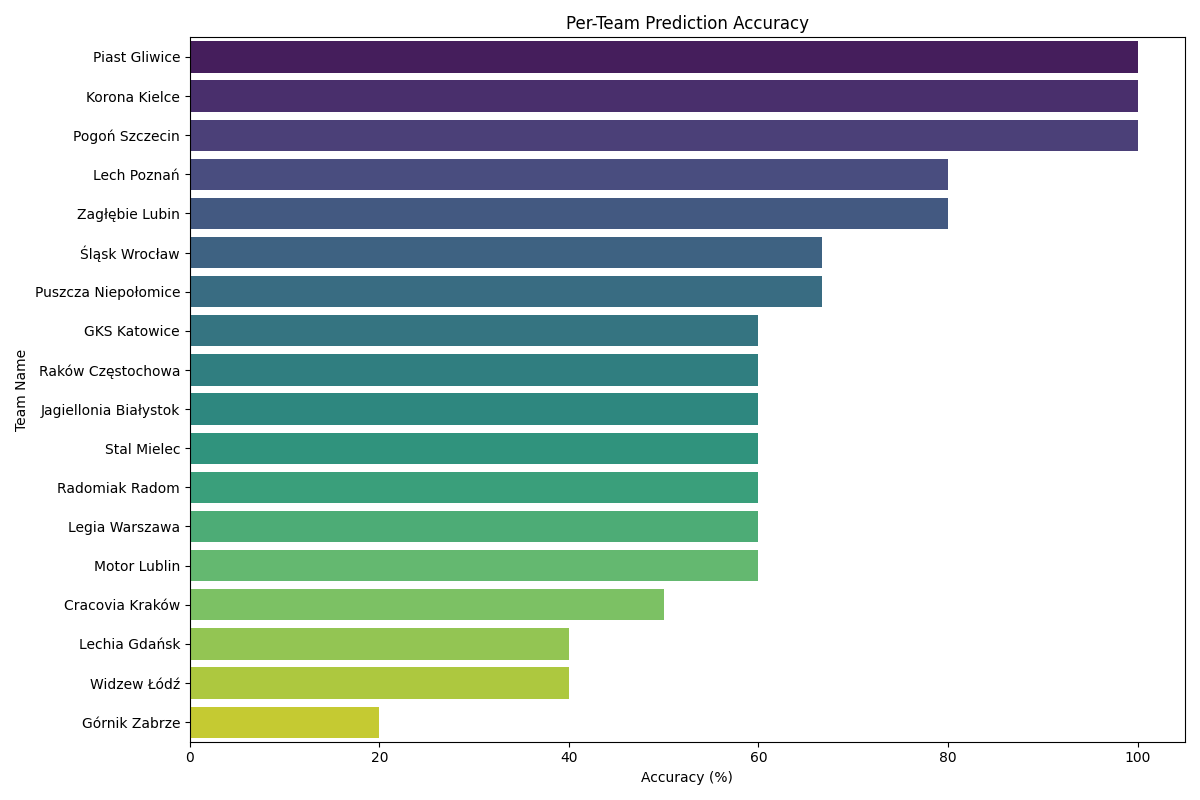 Per-Team Prediction Accuracy
Team Name
Piast Gliwice
Korona Kielce
Pogoń Szczecin
Lech Poznań
Zagłębie Lubin
Śląsk Wrocław
Puszcza Niepołomice
GKS Katowice
Raków Częstochowa
Jagiellonia Białystok
Stal Mielec
Radomiak Radom
Legia Warszawa
Motor Lublin
Cracovia Kraków
Lechia Gdańsk
Widzew Łódź
Górnik Zabrze
0 20 40 60 80 100
Accuracy (%)